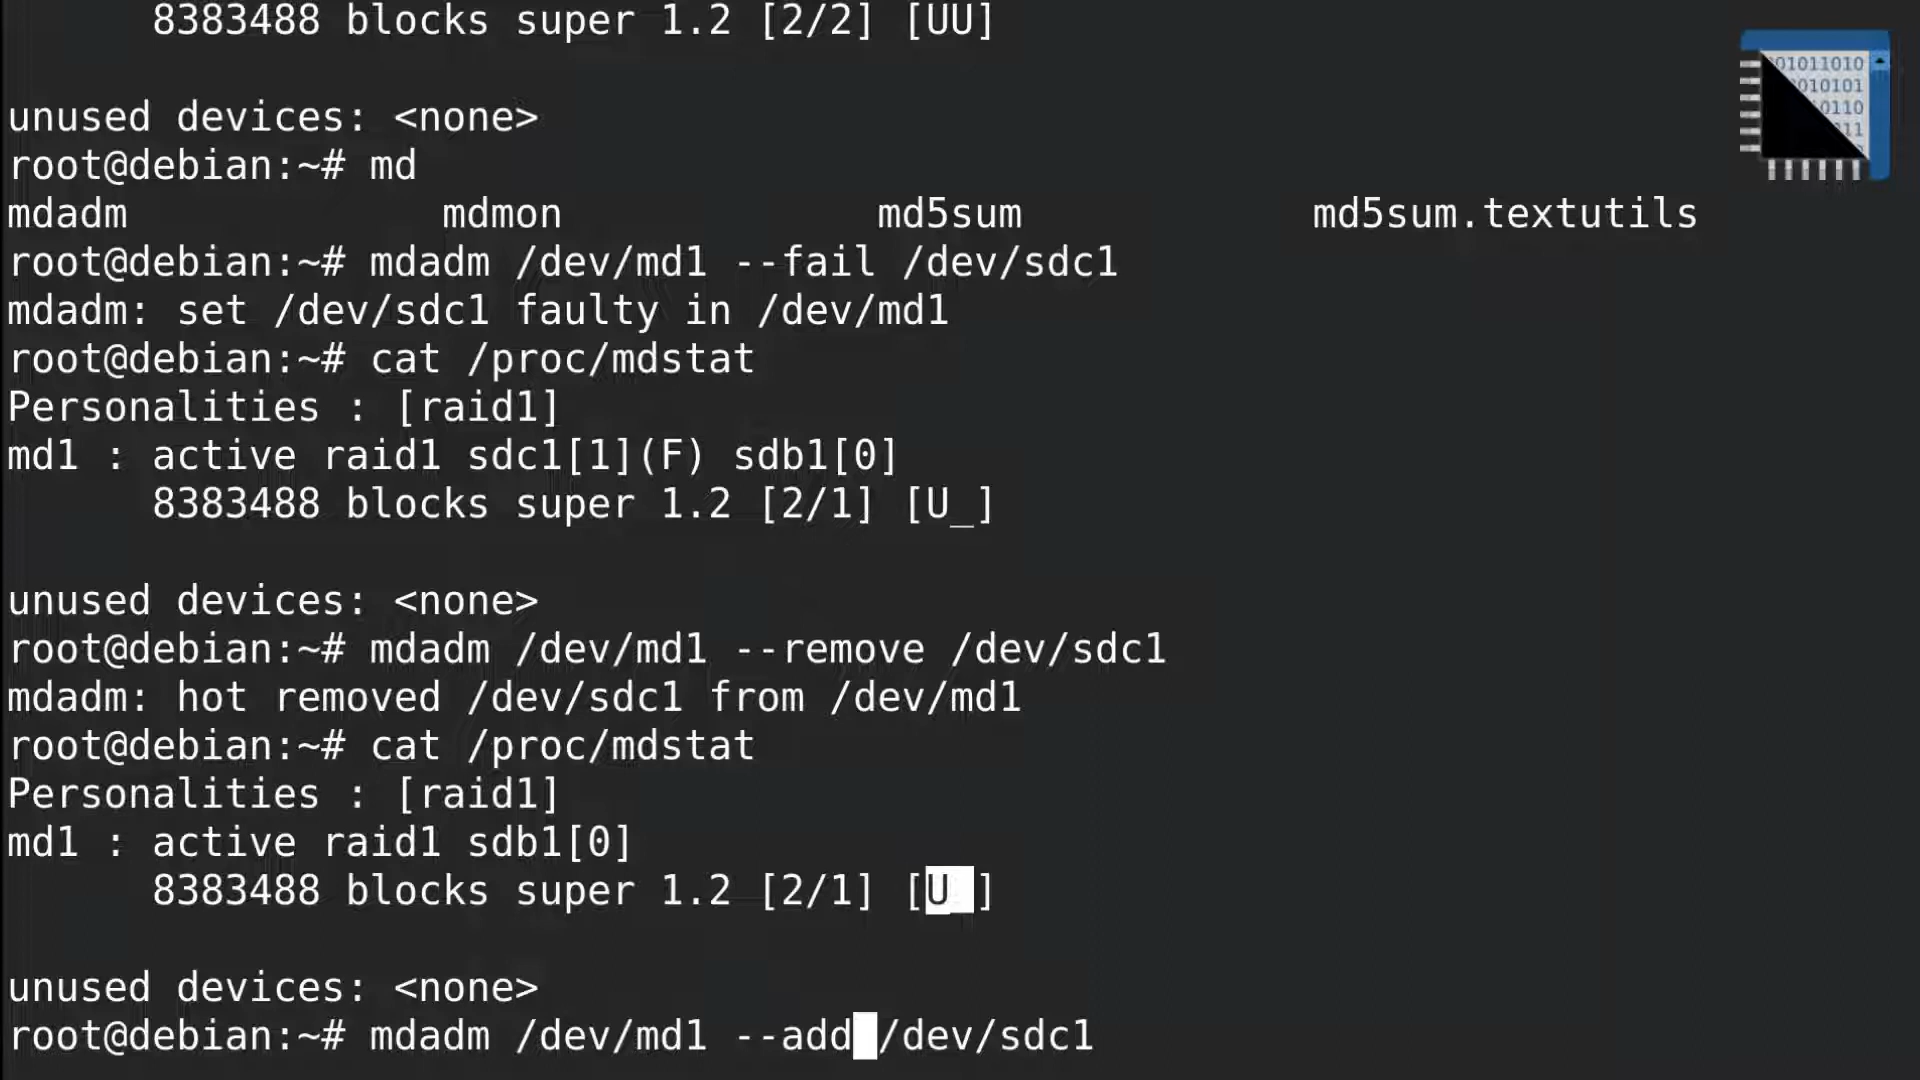 8383488 blocks super 1.2 [2/2] [UU]
unused devices: <none>
root@debian:~# md
mdadm mdmon md5sum md5sum.textutils
root@debian:~# mdadm /dev/md1 --fail /dev/sdc1
mdadm: set /dev/sdc1 faulty in /dev/md1
root@debian:~# cat /proc/mdstat
Personalities : [raid1]
md1 : active raid1 sdc1[1](F) sdb1[0]
8383488 blocks super 1.2 [2/1] [U_]
unused devices: <none>
root@debian:~# mdadm /dev/md1 --remove /dev/sdc1
mdadm: hot removed /dev/sdc1 from /dev/md1
root@debian:~# cat /proc/mdstat
Personalities : [raid1]
md1 : active raid1 sdb1[0]
8383488 blocks super 1.2 [2/1] [U_]
unused devices: <none>
root@debian:~# mdadm /dev/md1 --add /dev/sdc1
01011010
010101
0110
011